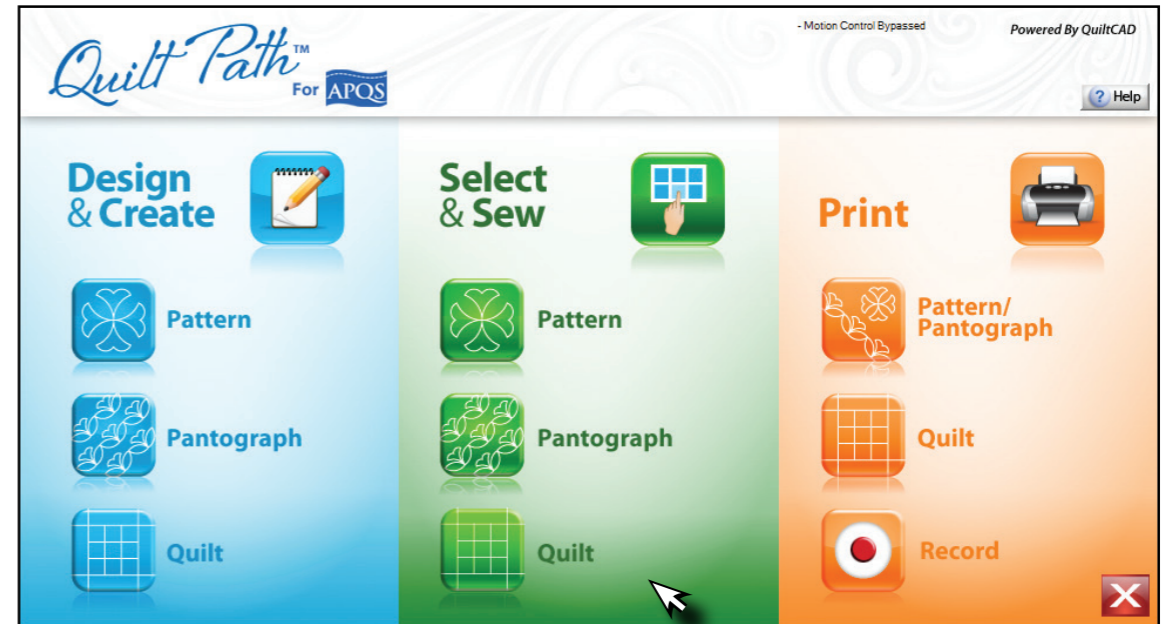 Quilt Path™
For APQS
- Motion Control Bypassed
Powered By QuiltCAD
? Help
Design
& Create
Pattern
Pantograph
Quilt
Select
& Sew
Pattern
Pantograph
Quilt
Print
Pattern/
Pantograph
Quilt
Record